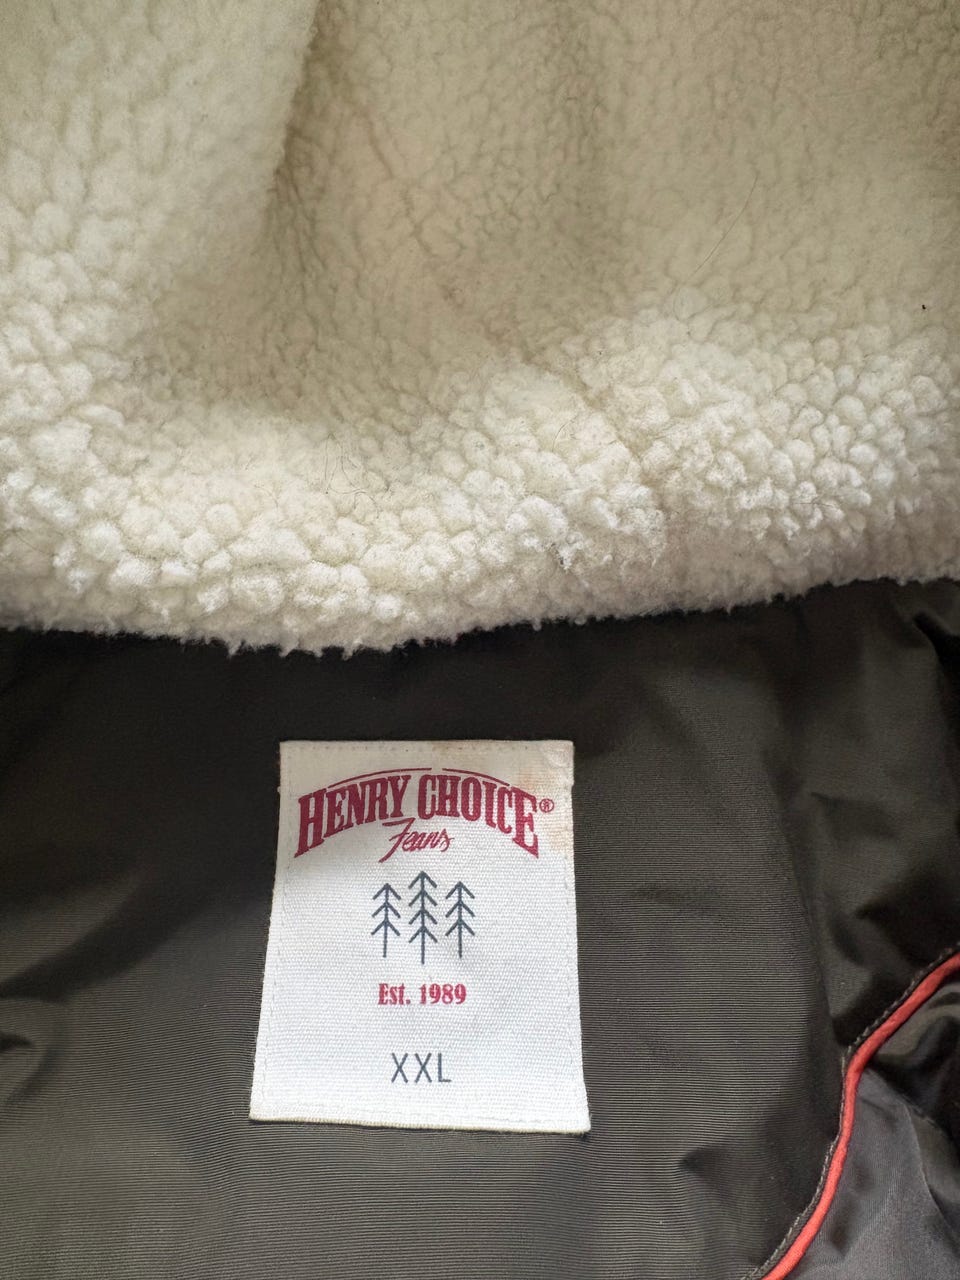 HENRY CHOICE®
Jeans
Est. 1989
XXL